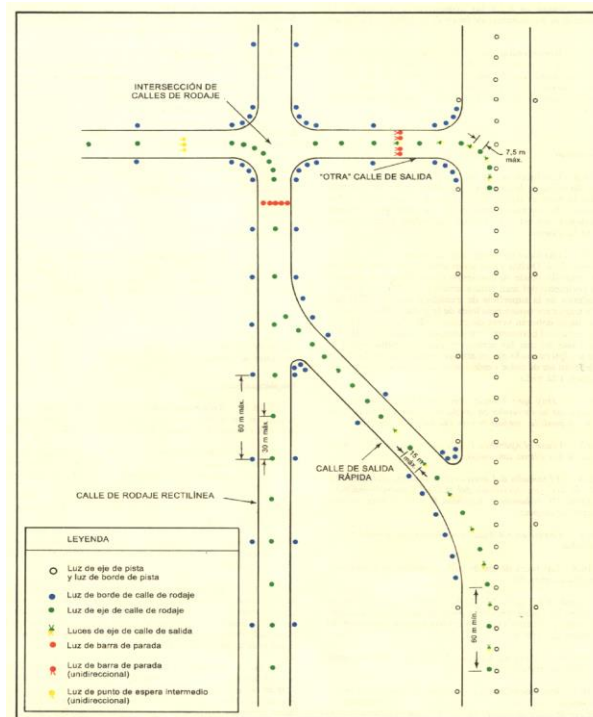 INTERSECCIÓN DE
CALLES DE RODAJE
7,5 m
máx.
"OTRA" CALLE DE SALIDA
60 m máx.
30 m máx.
15 m
máx.
CALLE DE SALIDA
RÁPIDA
CALLE DE RODAJE RECTILÍNEA
60 m mín.
LEYENDA
Luz de eje de pista
y luz de borde de pista
Luz de borde de calle de rodaje
Luz de eje de calle de rodaje
Luces de eje de calle de salida
Luz de barra de parada
Luz de barra de parada
(unidireccional)
Luz de punto de espera intermedio
(unidireccional)